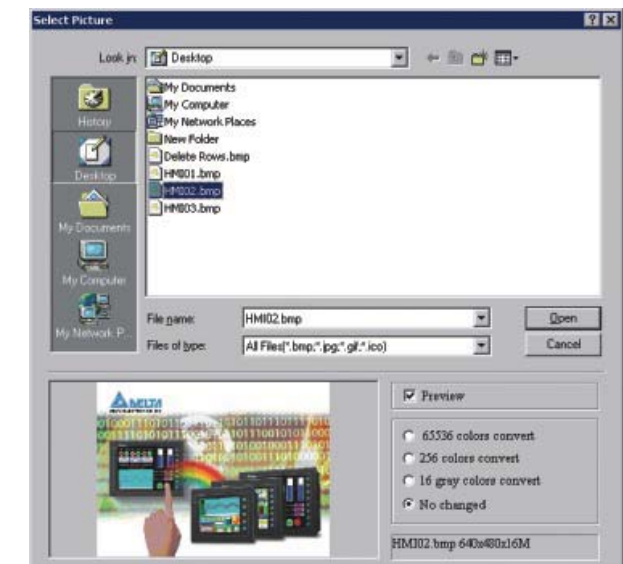 Select Picture
Look in: Desktop
History
Desktop
My Documents
My Computer
My Network P...
My Documents
My Computer
My Network Places
New Folder
Delete Rows.bmp
HMI01.bmp
HMI02.bmp
HMI03.bmp
File name: HMI02.bmp Open
Files of type: All Files(*.bmp;*.jpg;*.gif;*.ico) Cancel
DELTA
Preview
65536 colors convert
256 colors convert
16 gray colors convert
No changed
HMI02.bmp 640x480x16M